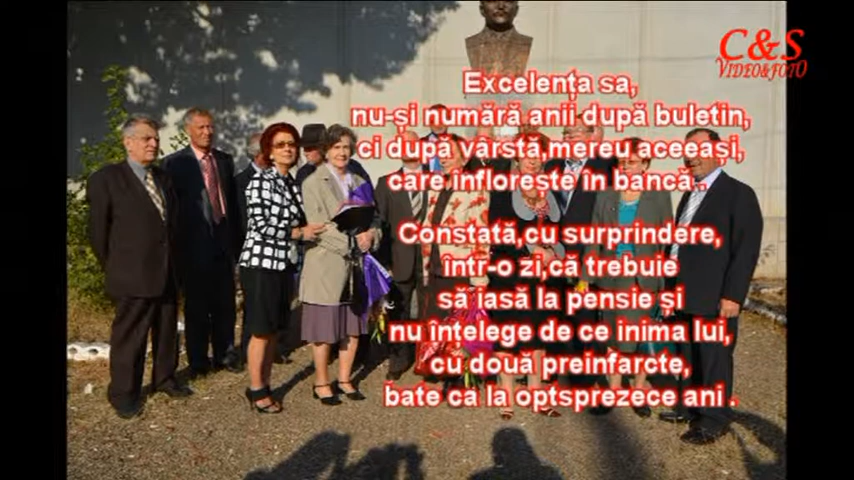 C&S
VIDEO&FOTO
Excelența sa,
nu-și numără anii după buletin,
ci după vârstă,mereu aceeași,
care înflorește în bancă..
Constată,cu surprindere,
într-o zi,că trebuie
să iasă la pensie și
nu înțelege de ce inima lui,
cu două preinfarcte,
bate ca la optsprezece ani .